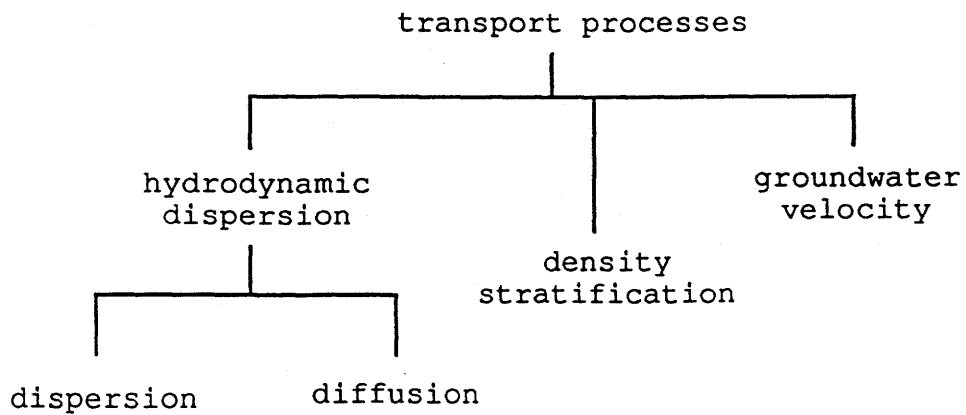 transport processes
hydrodynamic
dispersion
density
stratification
groundwater
velocity
dispersion
diffusion